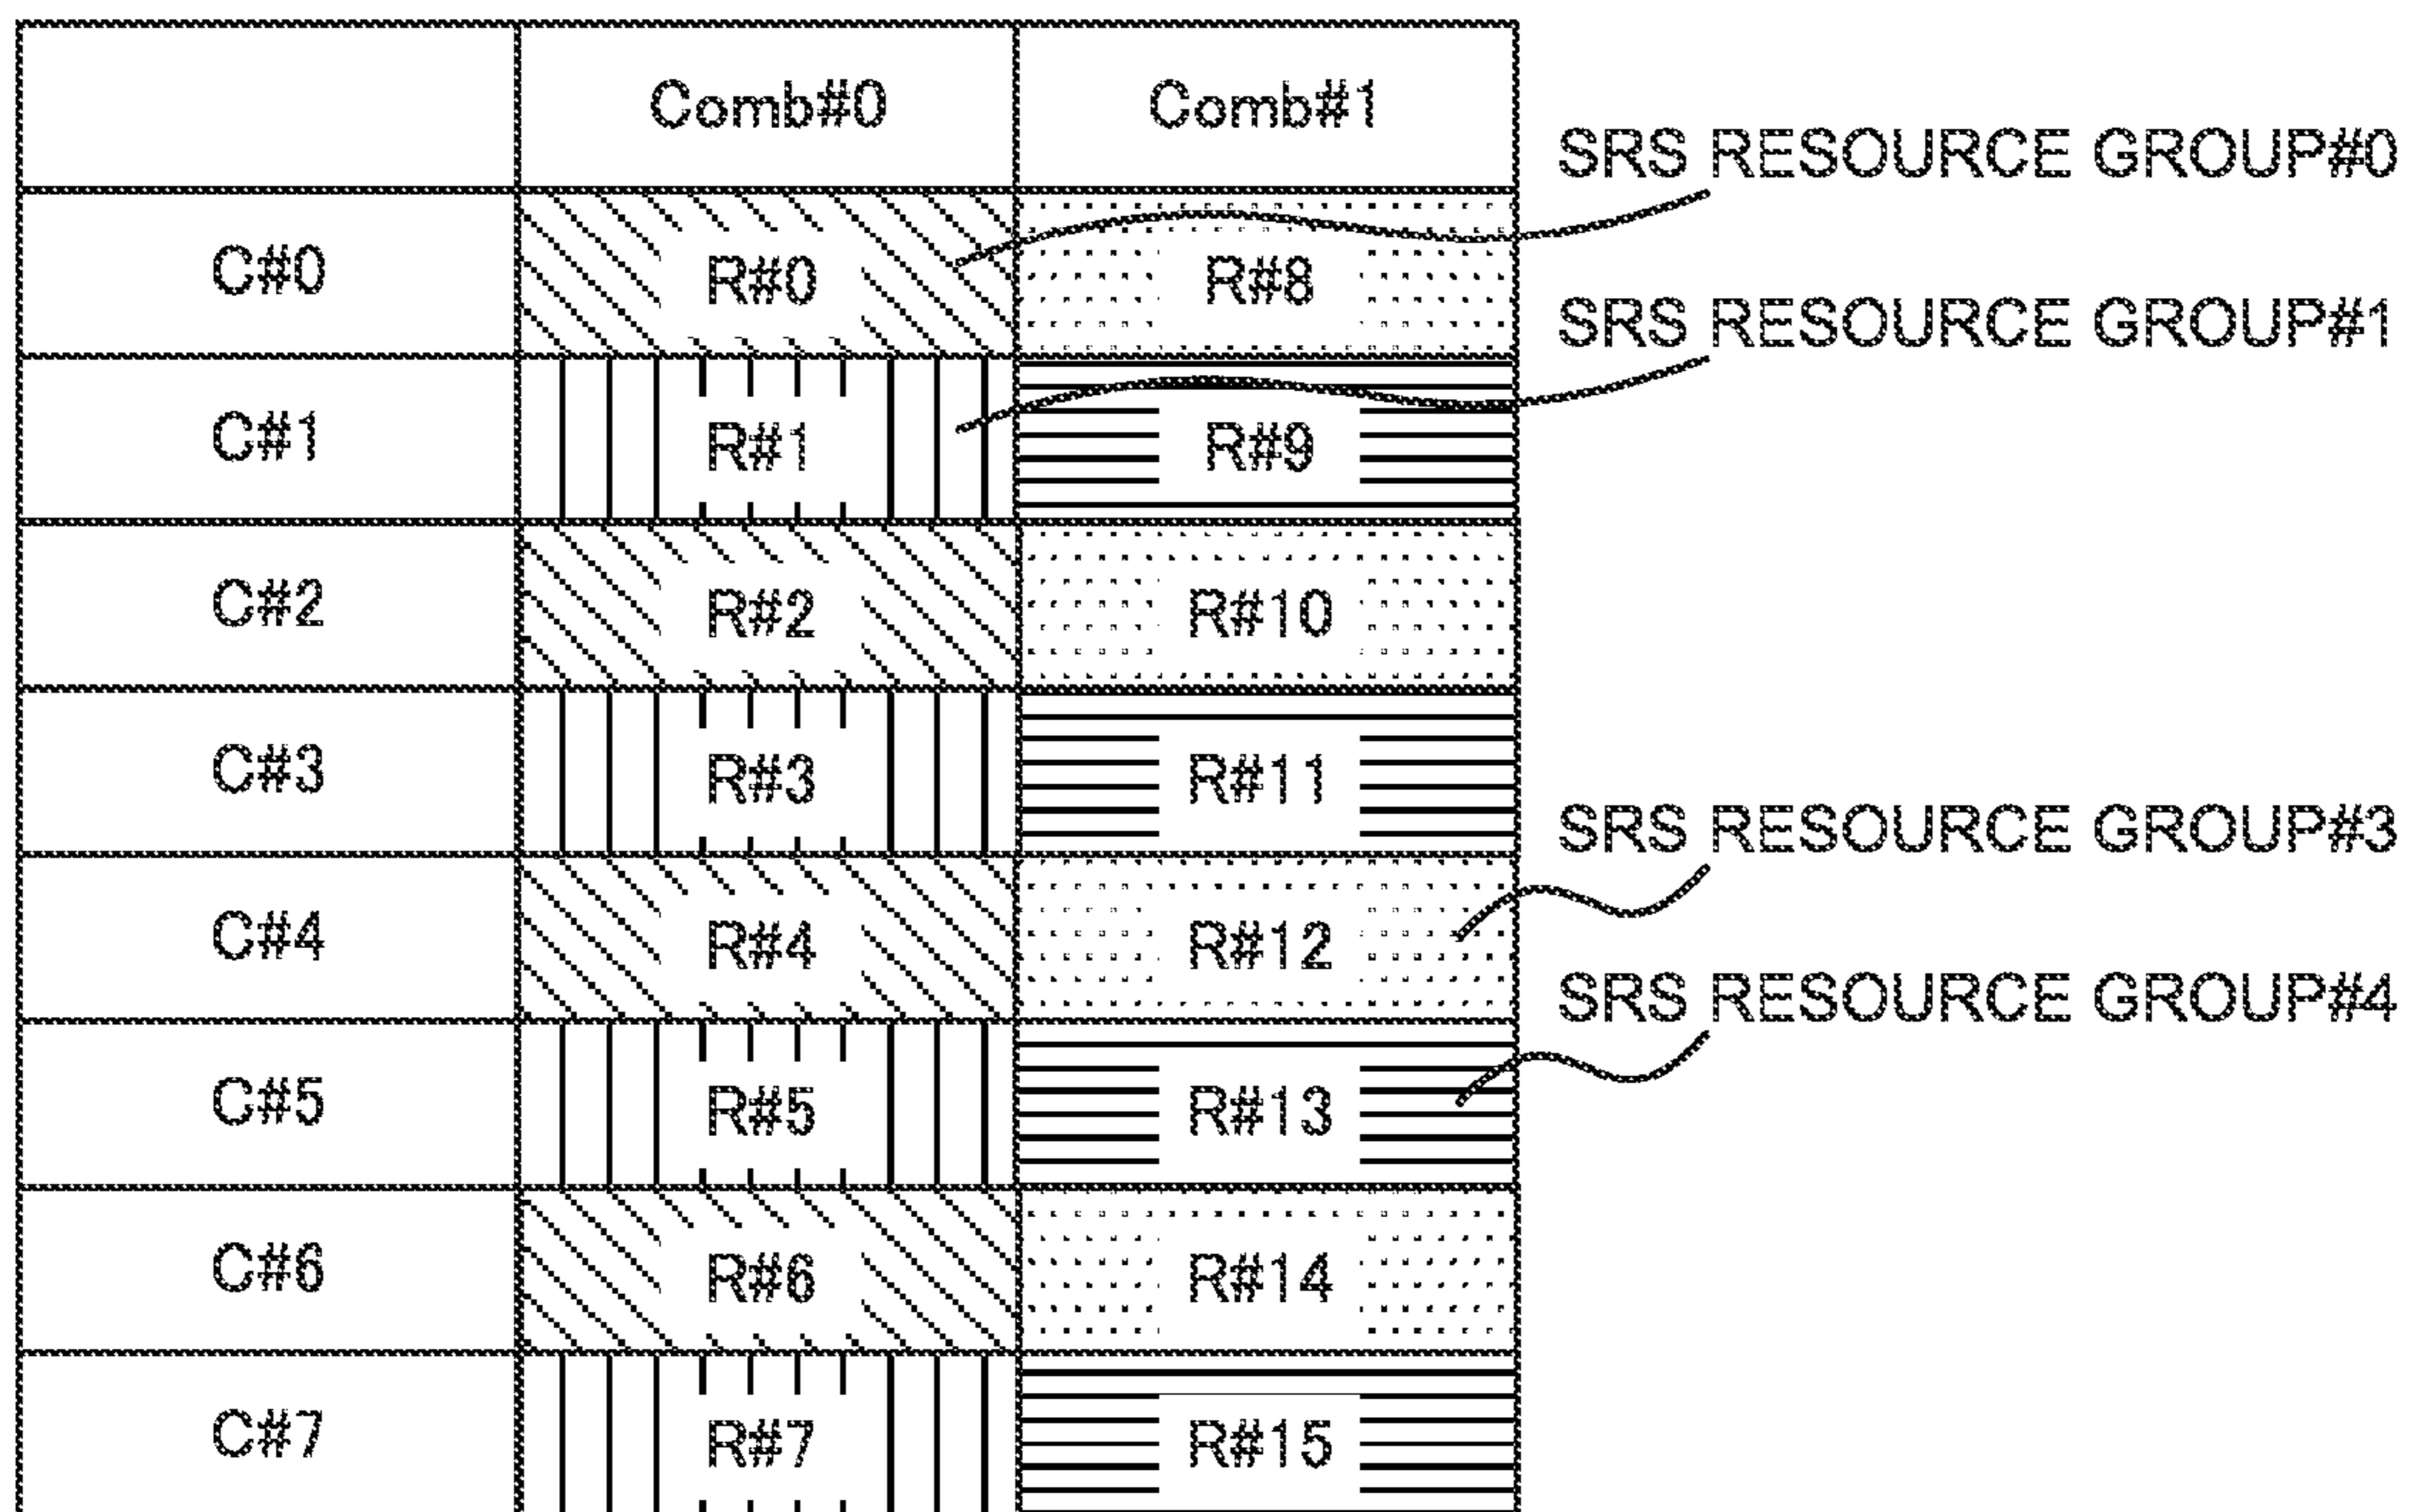 Comb#0 Comb#1
SRS RESOURCE GROUP#0
C#0 R#0 R#8
SRS RESOURCE GROUP#1
C#1 R#1 R#9
C#2 R#2 R#10
C#3 R#3 R#11
SRS RESOURCE GROUP#3
C#4 R#4 R#12
SRS RESOURCE GROUP#4
C#5 R#5 R#13
C#6 R#6 R#14
C#7 R#7 R#15